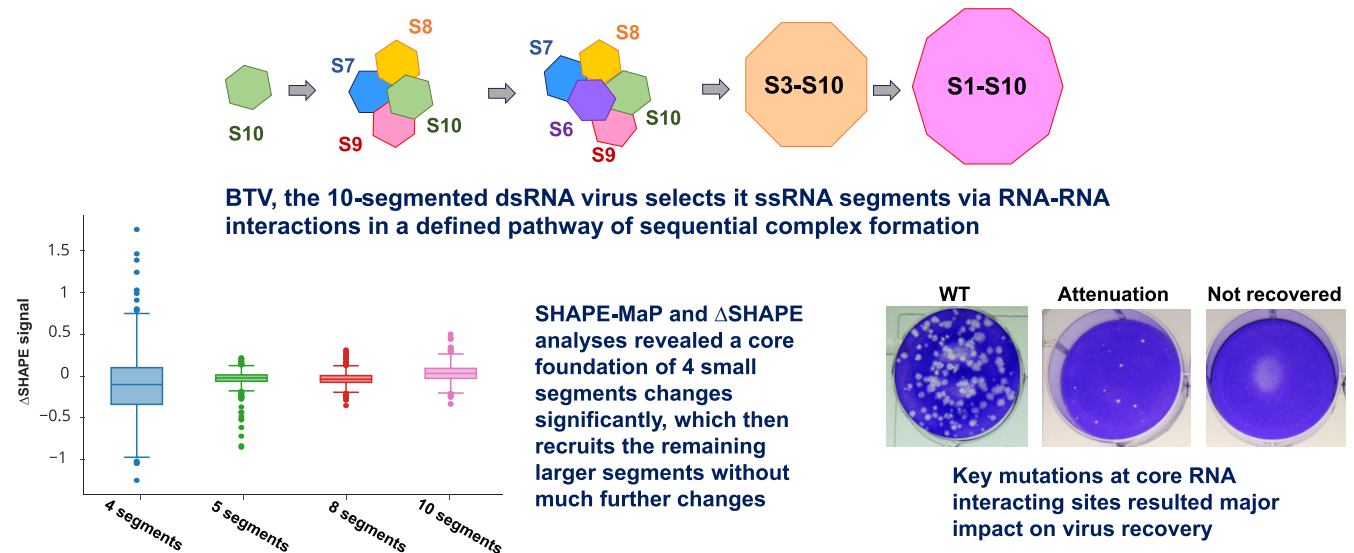 S8
S7
S10
S9
S10
S8
S7
S6
S10
S9
S3-S10
S1-S10
BTV, the 10-segmented dsRNA virus selects it ssRNA segments via RNA-RNA
interactions in a defined pathway of sequential complex formation
ΔSHAPE signal
1.5
1
0.5
0
−0.5
−1
4 segments
5 segments
8 segments
10 segments
SHAPE-MaP and ΔSHAPE
analyses revealed a core
foundation of 4 small
segments changes
significantly, which then
recruits the remaining
larger segments without
much further changes
WT
Attenuation
Not recovered
Key mutations at core RNA
interacting sites resulted major
impact on virus recovery